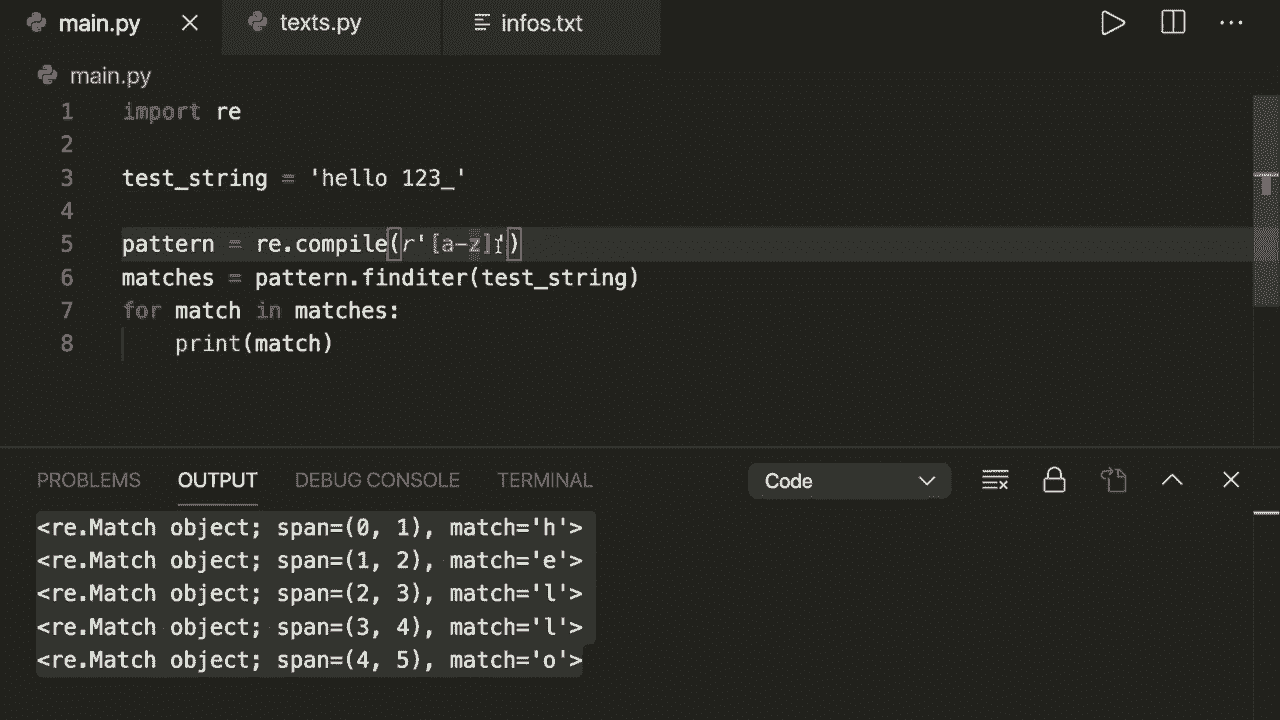 main.py texts.py infos.txt
main.py
1 import re
2
3 test_string = 'hello 123_'
4
5 pattern = re.compile(r'[a-z]')
6 matches = pattern.finditer(test_string)
7 for match in matches:
8 print(match)
PROBLEMS OUTPUT DEBUG CONSOLE TERMINAL Code
<re.Match object; span=(0, 1), match='h'>
<re.Match object; span=(1, 2), match='e'>
<re.Match object; span=(2, 3), match='l'>
<re.Match object; span=(3, 4), match='l'>
<re.Match object; span=(4, 5), match='o'>